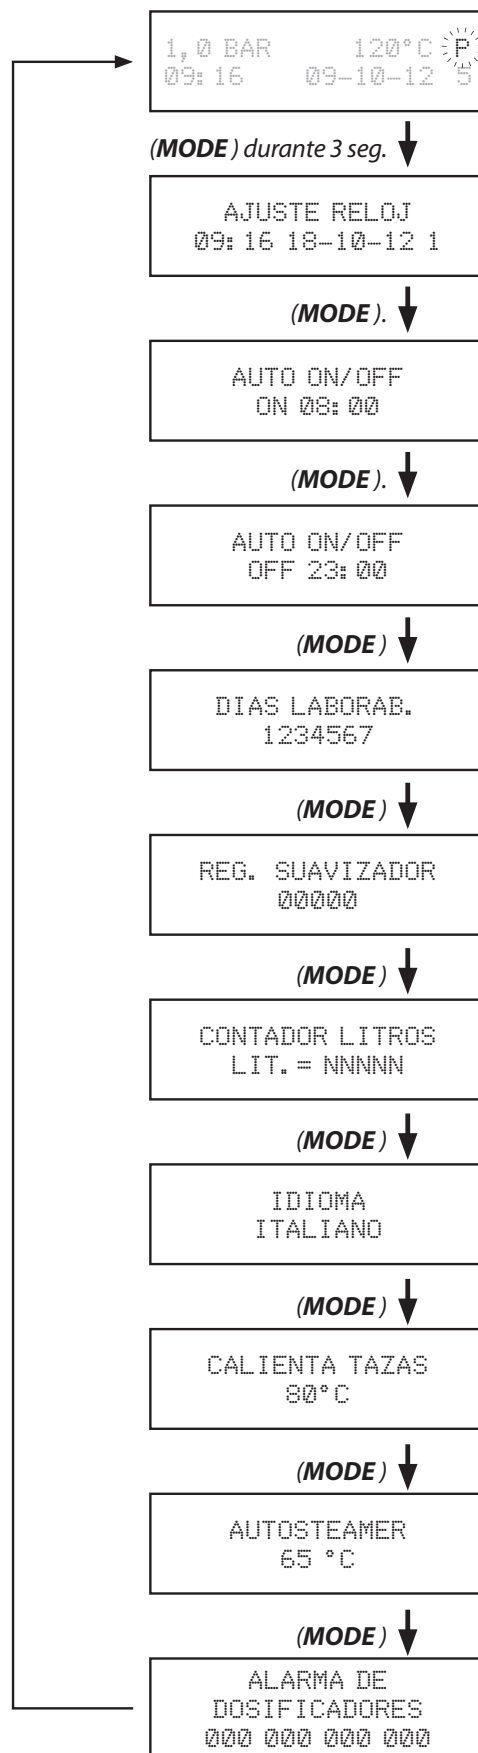 1,0 BAR 120°C P
09:16 09-10-12 5
(MODE) durante 3 seg.
AJUSTE RELOJ
09:16 18-10-12 1
(MODE).
AUTO ON/OFF
ON 08:00
(MODE).
AUTO ON/OFF
OFF 23:00
(MODE)
DIAS LABORAB.
1234567
(MODE)
REG. SUAVIZADOR
00000
(MODE)
CONTADOR LITROS
LIT. = NNNNN
(MODE)
IDIOMA
ITALIANO
(MODE)
CALIENTA TAZAS
80°C
(MODE)
AUTOSTEAMER
65 °C
(MODE)
ALARMA DE
DOSIFICADORES
000 000 000 000